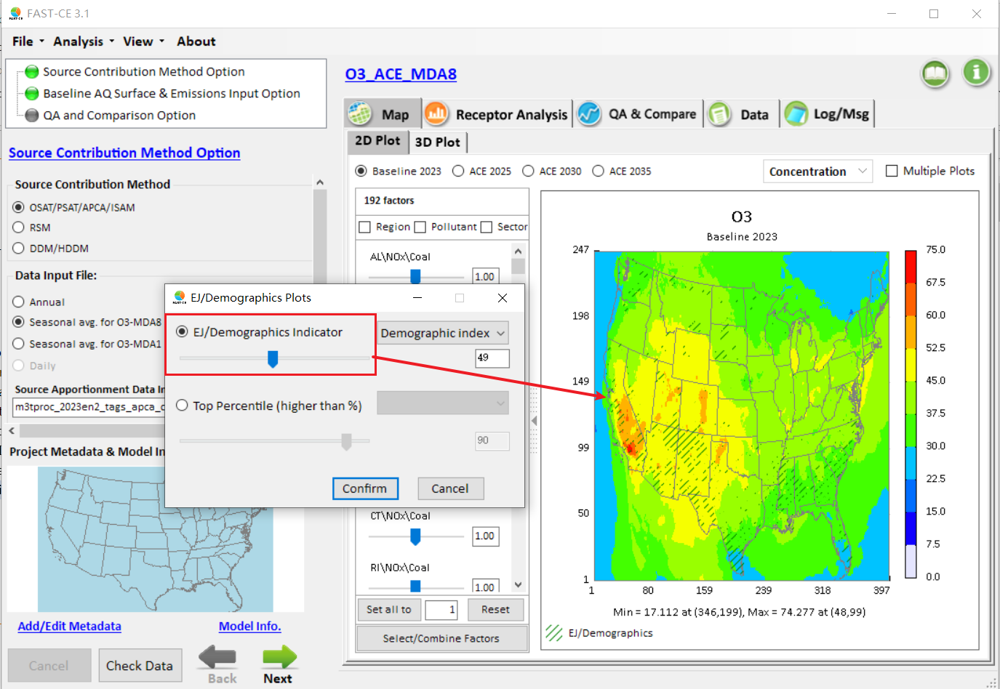 FAST-CE 3.1
File Analysis View About
Source Contribution Method Option
Baseline AQ Surface & Emissions Input Option
QA and Comparison Option
Source Contribution Method Option
Source Contribution Method
OSAT/PSAT/APCA/ISAM
RSM
DDM/HDDM
Data Input File:
Annual
Seasonal avg. for O3-MDA8
Seasonal avg. for O3-MDA1
Daily
Source Apportionment Data In
m3tproc_2023en2_tags_apca_c
Project Metadata & Model In
Add/Edit Metadata Model Info.
Cancel Check Data Back Next
O3_ACE_MDA8
Map Receptor Analysis QA & Compare Data Log/Msg
2D Plot 3D Plot
Baseline 2023 ACE 2025 ACE 2030 ACE 2035 Concentration Multiple Plots
192 factors
Region Pollutant Sector
AL\NOx\Coal
1.00
EJ/Demographics Plots
EJ/Demographics Indicator Demographic index
49
Top Percentile (higher than %)
90
Confirm Cancel
CT\NOx\Coal
1.00
RI\NOx\Coal
1.00
Set all to 1 Reset
Select/Combine Factors
O3
Baseline 2023
247
198
149
99
50
1
1 80 159 239 318 397
75.0
67.5
60.0
52.5
45.0
37.5
30.0
22.5
15.0
7.5
0.0
Min = 17.112 at (346,199), Max = 74.277 at (48,99)
EJ/Demographics